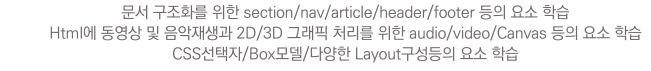 문서 구조화를 위한 section/nav/article/header/footer 등의 요소 학습
Html에 동영상 및 음악재생과 2D/3D 그래픽 처리를 위한 audio/video/Canvas 등의 요소 학습
CSS선택자/Box모델/다양한 Layout구성등의 요소 학습